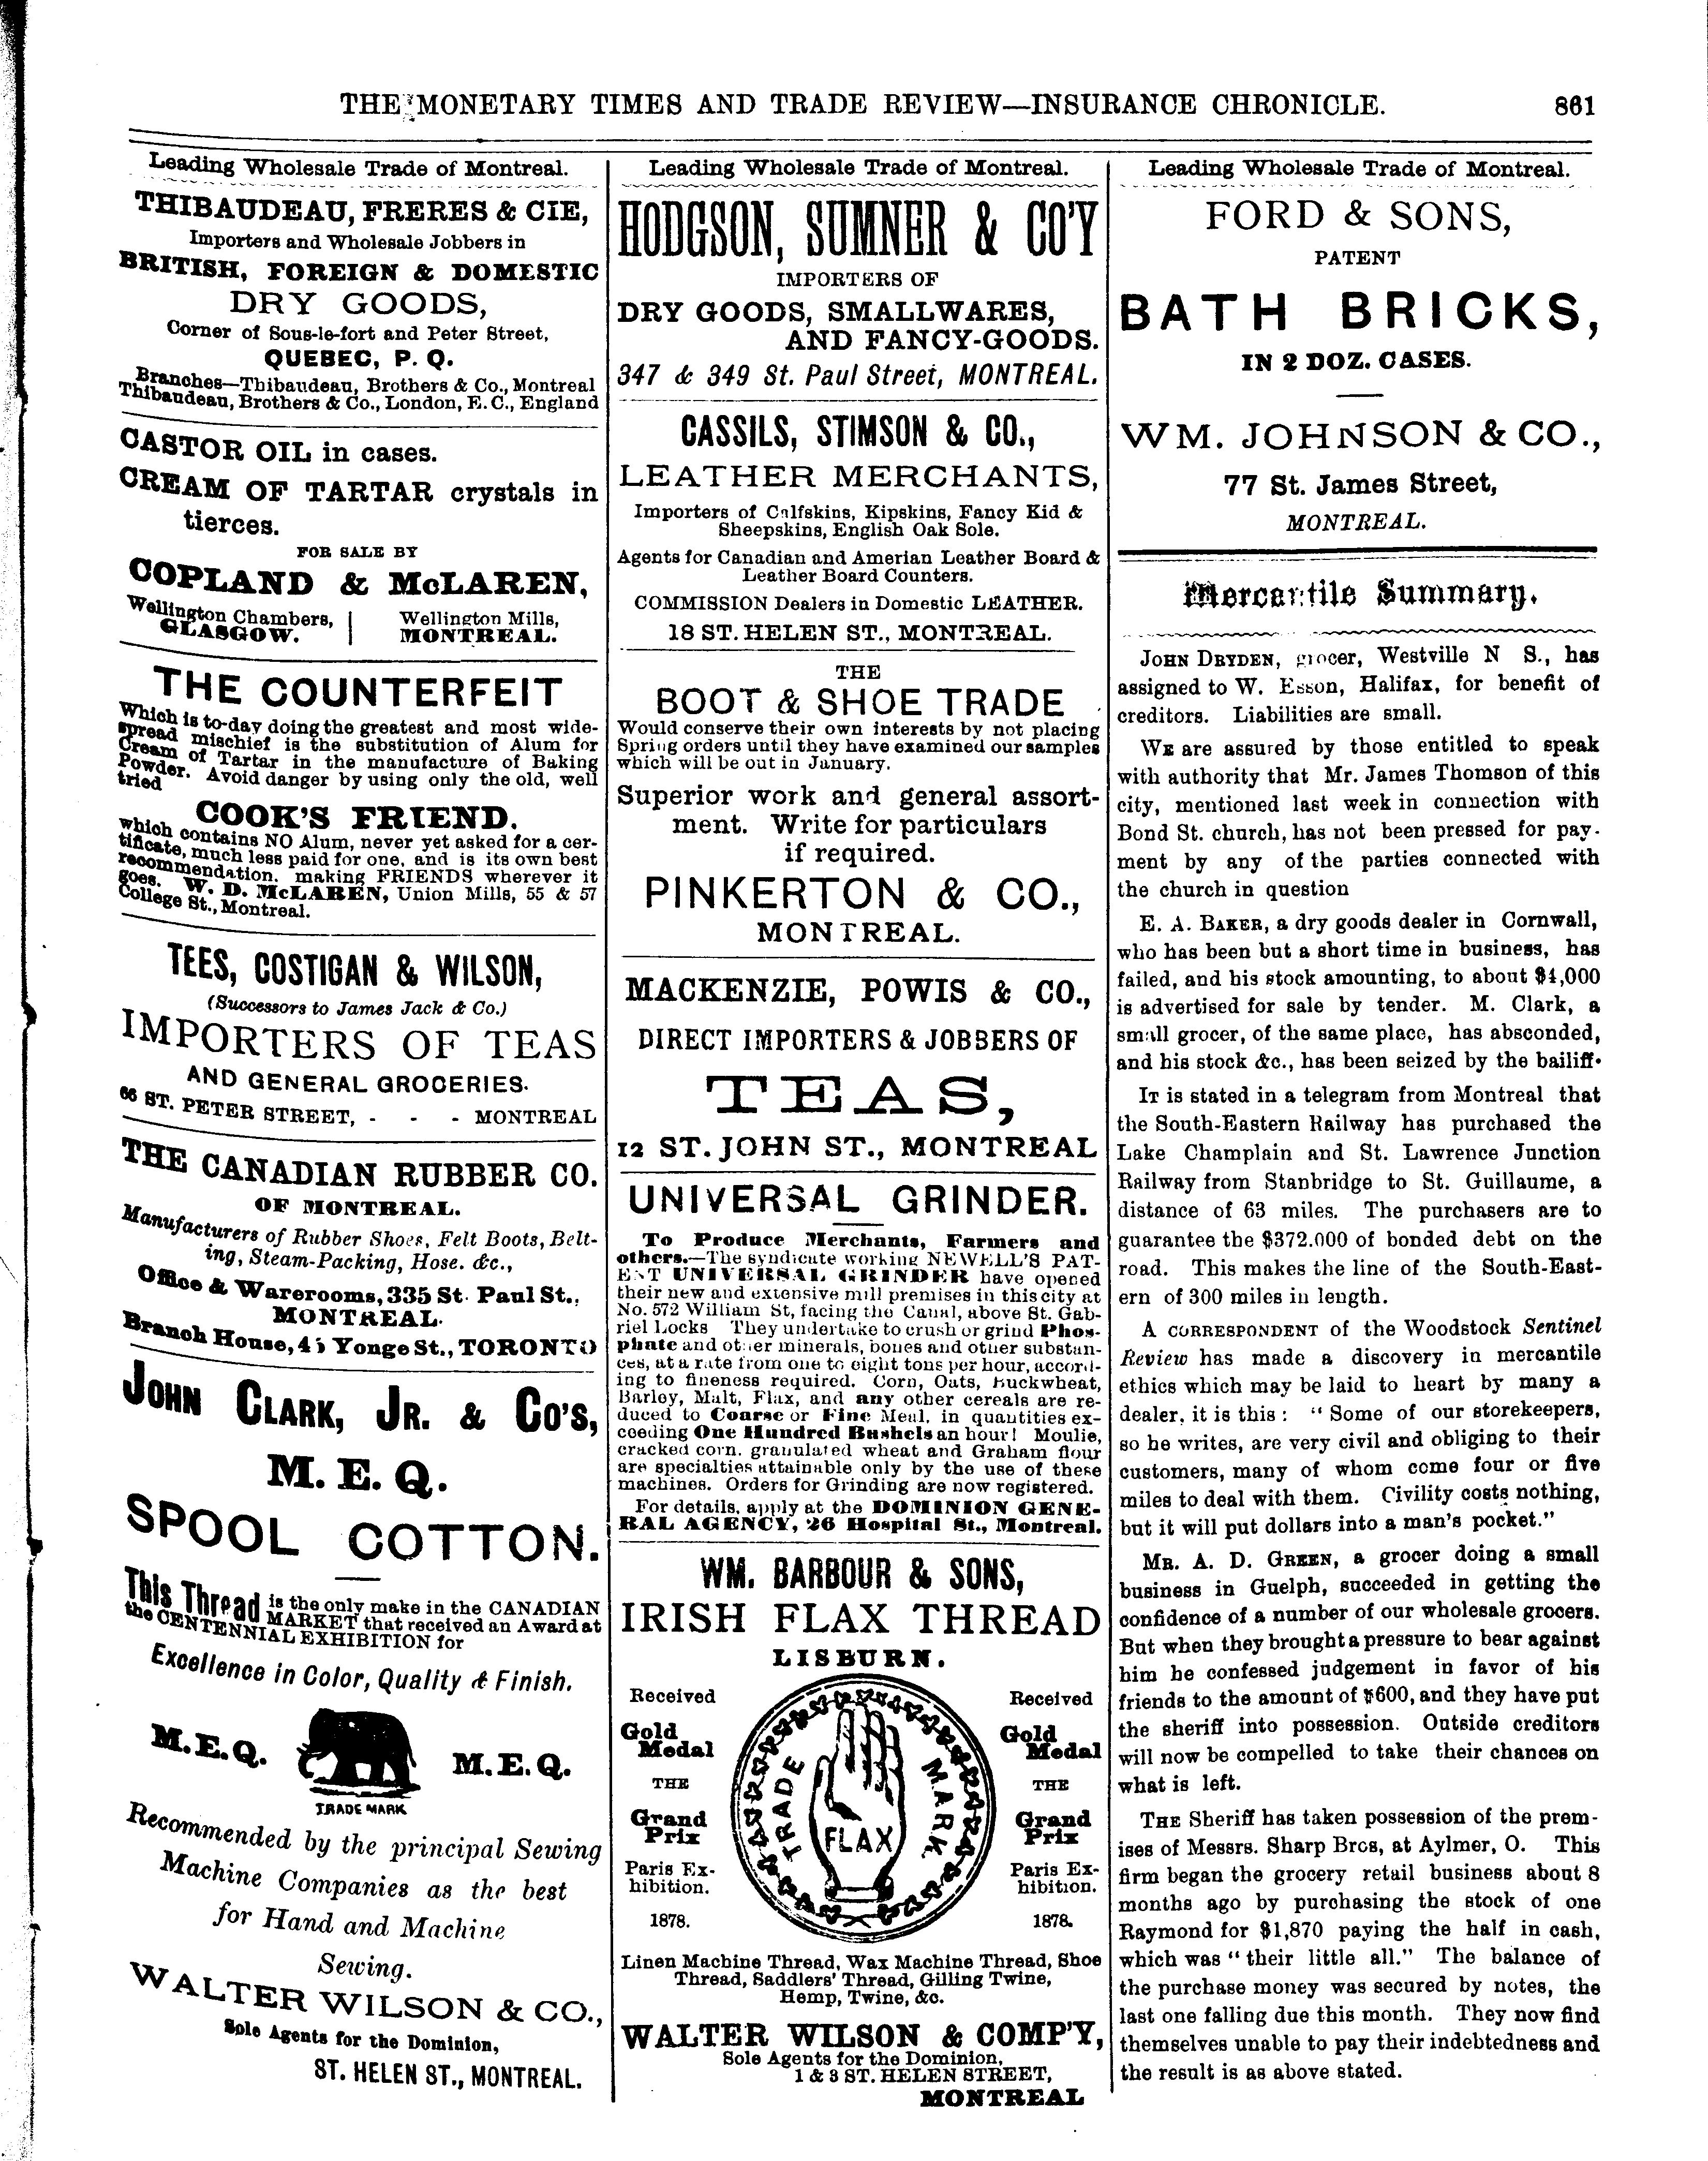 THE MONETARY TIMES AND TRADE REVIEW—INSURANCE CHRONICLE. 861
Leading Wholesale Trade of Montreal.
THIBAUDEAU, FRERES & CIE,
Importers and Wholesale Jobbers in
BRITISH, FOREIGN & DOMESTIC
DRY GOODS,
Corner of Sous-le-fort and Peter Street,
QUEBEC, P. Q.
Branches—Thibaudeau, Brothers & Co., Montreal
Thibaudeau, Brothers & Co., London, E. C., England
CASTOR OIL in cases.
CREAM OF TARTAR crystals in
tierces.
FOR SALE BY
COPLAND & McLAREN,
Wellington Chambers, Wellington Mills,
GLASGOW. MONTREAL.
THE COUNTERFEIT
Which is to-day doing the greatest and most wide-
spread mischief is the substitution of Alum for
Cream of Tartar in the manufacture of Baking
Powder. Avoid danger by using only the old, well
tried
COOK'S FRIEND.
which contains NO Alum, never yet asked for a cer-
tificate, much less paid for one, and is its own best
recommendation. making FRIENDS wherever it
goes. W. D. McLAREN, Union Mills, 55 & 57
College St., Montreal.
TEES, COSTIGAN & WILSON,
(Successors to James Jack & Co.)
IMPORTERS OF TEAS
AND GENERAL GROCERIES.
66 ST. PETER STREET, - - - MONTREAL
THE CANADIAN RUBBER CO.
OF MONTREAL.
Manufacturers of Rubber Shoes, Felt Boots, Belt-
ing, Steam-Packing, Hose. &c.,
Office & Warerooms, 335 St. Paul St.,
MONTREAL.
Branch House, Yonge St., TORONTO
JOHN CLARK, JR. & CO'S,
M. E. Q.
SPOOL COTTON.
This Thread is the only make in the CANADIAN
MARKET that received an Award at
the CENTENNIAL EXHIBITION for
Excellence in Color, Quality & Finish.
M.E.Q. M.E.Q.
TRADE MARK
Recommended by the principal Sewing
Machine Companies as the best
for Hand and Machine
Sewing.
WALTER WILSON & CO.,
Sole Agents for the Dominion,
ST. HELEN ST., MONTREAL.
Leading Wholesale Trade of Montreal.
HODGSON, SUMNER & CO'Y
IMPORTERS OF
DRY GOODS, SMALLWARES,
AND FANCY-GOODS.
347 & 349 St. Paul Street, MONTREAL.
CASSILS, STIMSON & CO.,
LEATHER MERCHANTS,
Importers of Calfskins, Kipskins, Fancy Kid &
Sheepskins, English Oak Sole.
Agents for Canadian and Amerian Leather Board &
Leather Board Counters.
COMMISSION Dealers in Domestic LEATHER.
18 ST. HELEN ST., MONTREAL.
THE
BOOT & SHOE TRADE
Would conserve their own interests by not placing
Spring orders until they have examined our samples
which will be out in January.
Superior work and general assort-
ment. Write for particulars
if required.
PINKERTON & CO.,
MONTREAL.
MACKENZIE, POWIS & CO.,
DIRECT IMPORTERS & JOBBERS OF
TEAS,
12 ST. JOHN ST., MONTREAL
UNIVERSAL GRINDER.
To Produce Merchants, Farmers and
others.—The syndicate working NEWELL'S PAT-
ENT UNIVERSAL GRINDER have opened
their new and extensive mill premises in this city at
No. 572 William St, facing the Canal, above St. Gab-
riel Locks They undertake to crush or grind Phos-
phate and other minerals, bones and other substan-
ces, at a rate from one to eight tons per hour, accord-
ing to fineness required. Corn, Oats, Buckwheat,
Barley, Malt, Flax, and any other cereals are re-
duced to Coarse or Fine Meal, in quantities ex-
ceeding One Hundred Bushels an hour! Moulie,
cracked corn. granulated wheat and Graham flour
are specialties attainable only by the use of these
machines. Orders for Grinding are now registered.
For details, apply at the DOMINION GENE-
RAL AGENCY, 26 Hospital St., Montreal.
WM. BARBOUR & SONS,
IRISH FLAX THREAD
LISBURN.
Received Received
Gold Gold
Medal Medal
THE THE
Grand Grand
Prix Prix
Paris Ex- Paris Ex-
hibition. hibition.
1878. 1878.
TRADE MARK.
FLAX
Linen Machine Thread, Wax Machine Thread, Shoe
Thread, Saddlers' Thread, Gilling Twine,
Hemp, Twine, &c.
WALTER WILSON & COMP'Y,
Sole Agents for the Dominion,
1 & 3 ST. HELEN STREET,
MONTREAL
Leading Wholesale Trade of Montreal.
FORD & SONS,
PATENT
BATH BRICKS,
IN 2 DOZ. CASES.
WM. JOHNSON & CO.,
77 St. James Street,
MONTREAL.
Mercantile Summary.
JOHN DRYDEN, grocer, Westville N S., has
assigned to W. Esson, Halifax, for benefit of
creditors. Liabilities are small.
WE are assured by those entitled to speak
with authority that Mr. James Thomson of this
city, mentioned last week in connection with
Bond St. church, has not been pressed for pay-
ment by any of the parties connected with
the church in question
E. A. BAKER, a dry goods dealer in Cornwall,
who has been but a short time in business, has
failed, and his stock amounting, to about $4,000
is advertised for sale by tender. M. Clark, a
small grocer, of the same place, has absconded,
and his stock &c., has been seized by the bailiff.
IT is stated in a telegram from Montreal that
the South-Eastern Railway has purchased the
Lake Champlain and St. Lawrence Junction
Railway from Stanbridge to St. Guillaume, a
distance of 63 miles. The purchasers are to
guarantee the $372.000 of bonded debt on the
road. This makes the line of the South-East-
ern of 300 miles in length.
A CORRESPONDENT of the Woodstock Sentinel
Review has made a discovery in mercantile
ethics which may be laid to heart by many a
dealer, it is this : " Some of our storekeepers,
so he writes, are very civil and obliging to their
customers, many of whom come four or five
miles to deal with them. Civility costs nothing,
but it will put dollars into a man's pocket."
MR. A. D. GREEN, a grocer doing a small
business in Guelph, succeeded in getting the
confidence of a number of our wholesale grocers.
But when they brought a pressure to bear against
him he confessed judgement in favor of his
friends to the amount of $600, and they have put
the sheriff into possession. Outside creditors
will now be compelled to take their chances on
what is left.
THE Sheriff has taken possession of the prem-
ises of Messrs. Sharp Bros, at Aylmer, O. This
firm began the grocery retail business about 8
months ago by purchasing the stock of one
Raymond for $1,870 paying the half in cash,
which was " their little all." The balance of
the purchase money was secured by notes, the
last one falling due this month. They now find
themselves unable to pay their indebtedness and
the result is as above stated.